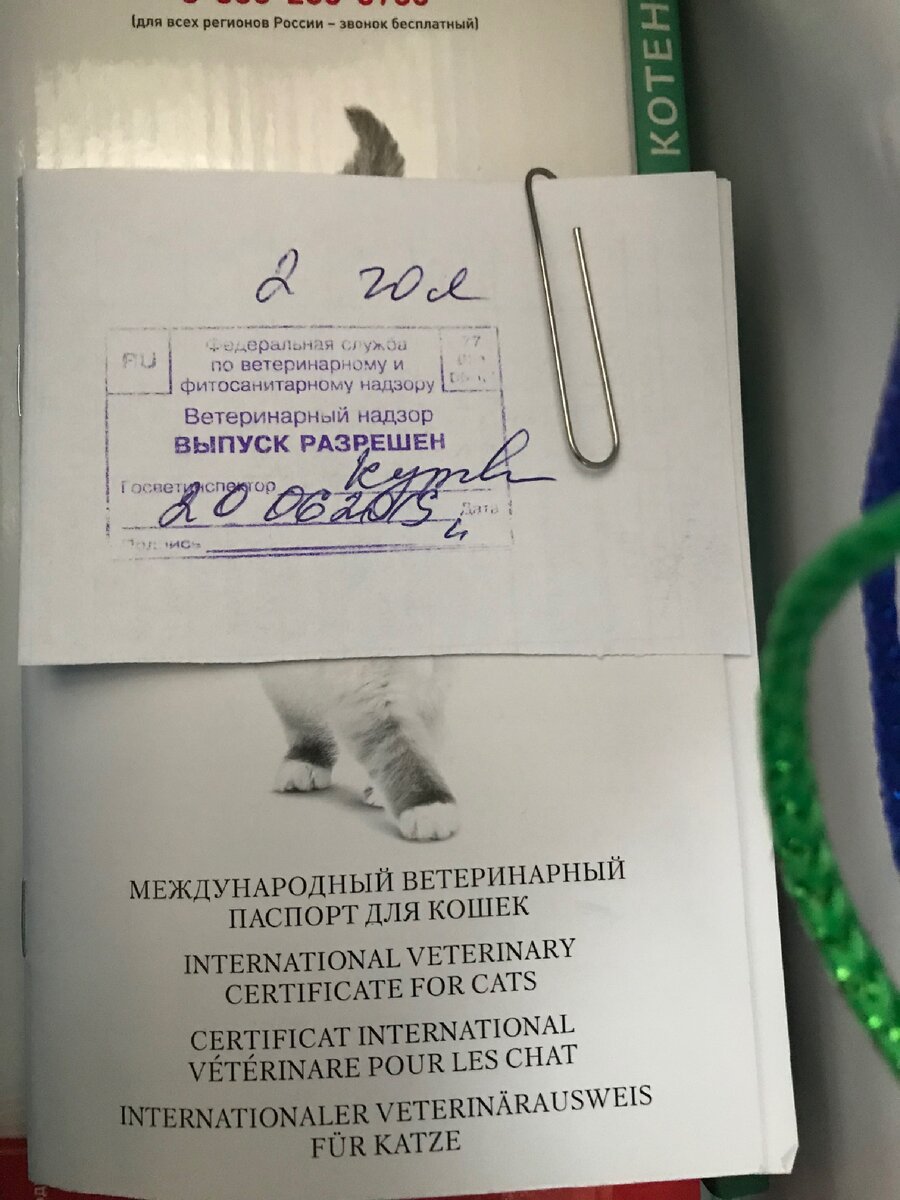 (для всех регионов России – звонок бесплатный)
КОТЕН
2 гол
RU
Федеральная служба
по ветеринарному и
фитосанитарному надзору
77
Ветеринарный надзор
ВЫПУСК РАЗРЕШЕН
Госветинспектор
20 06 2015
Дата
Подпись
МЕЖДУНАРОДНЫЙ ВЕТЕРИНАРНЫЙ
ПАСПОРТ ДЛЯ КОШЕК
INTERNATIONAL VETERINARY
CERTIFICATE FOR CATS
CERTIFICAT INTERNATIONAL
VÉTÉRINARE POUR LES CHAT
INTERNATIONALER VETERINÄRAUSWEIS
FÜR KATZE